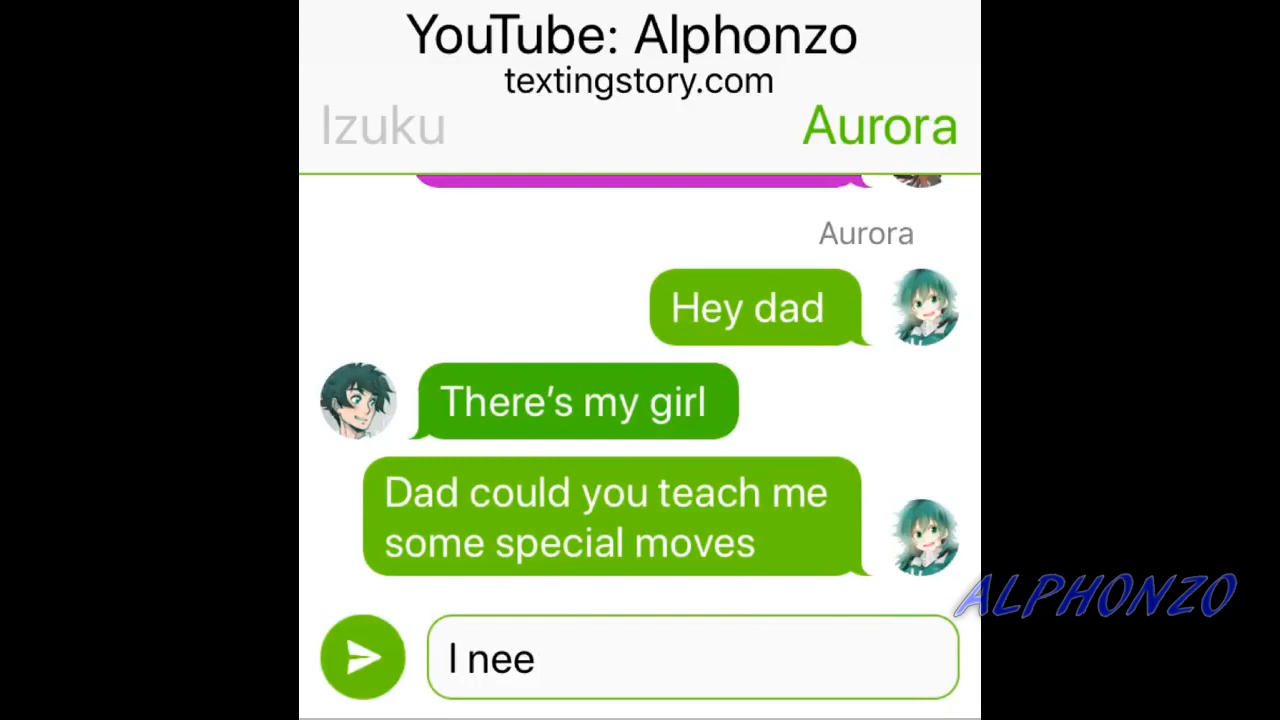 YouTube: Alphonzo
textingstory.com
Izuku
Aurora
Aurora
Hey dad
There's my girl
Dad could you teach me
some special moves
ALPHONZO
I nee